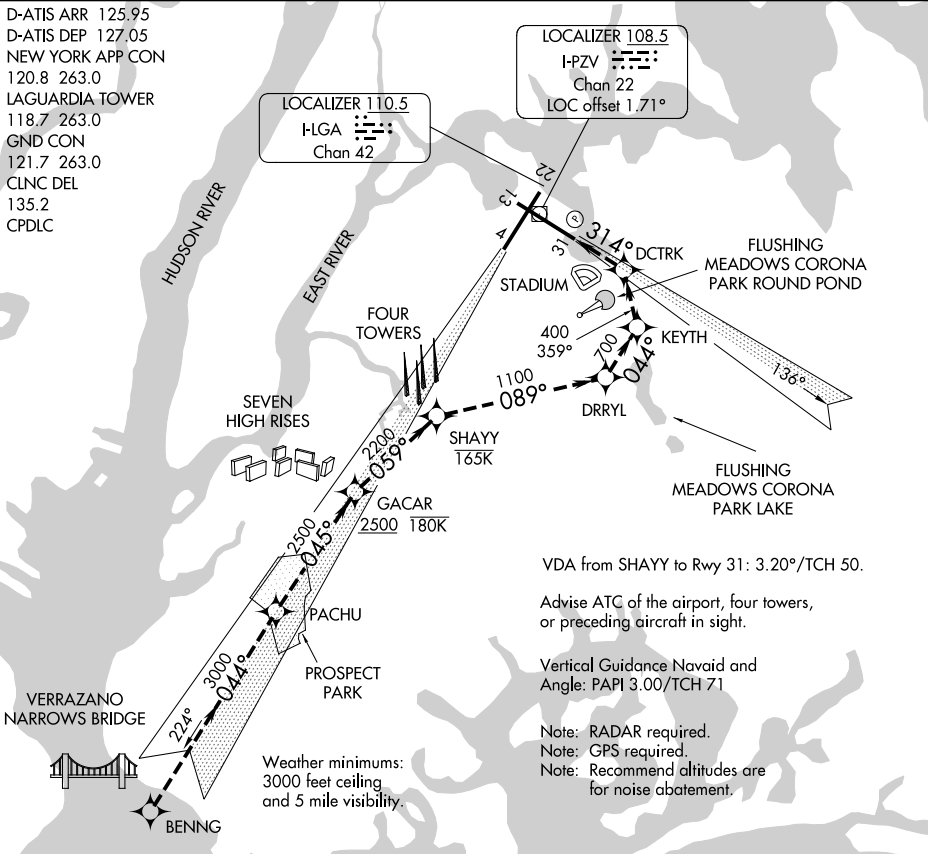 D-ATIS ARR 125.95
D-ATIS DEP 127.05
NEW YORK APP CON
120.8 263.0
LAGUARDIA TOWER
118.7 263.0
GND CON
121.7 263.0
CLNC DEL
135.2
CPDLC
LOCALIZER 108.5
I-PZV
Chan 22
LOC offset 1.71°
LOCALIZER 110.5
I-LGA
Chan 42
HUDSON RIVER
EAST RIVER
22
13
4
31
P
314°
DCTRK
STADIUM
FLUSHING
MEADOWS CORONA
PARK ROUND POND
FOUR
TOWERS
400
359°
KEYTH
700
044°
136°
1100
089°
DRRYL
SEVEN
HIGH RISES
2200
059°
SHAYY
165K
FLUSHING
MEADOWS CORONA
PARK LAKE
GACAR
2500 180K
2500
045°
PACHU
VDA from SHAYY to Rwy 31: 3.20°/TCH 50.
Advise ATC of the airport, four towers,
or preceding aircraft in sight.
PROSPECT
PARK
3000
044°
224°
Vertical Guidance Navaid and
Angle: PAPI 3.00/TCH 71
VERRAZANO
NARROWS BRIDGE
Note: RADAR required.
Note: GPS required.
Note: Recommend altitudes are
for noise abatement.
Weather minimums:
3000 feet ceiling
and 5 mile visibility.
BENNG